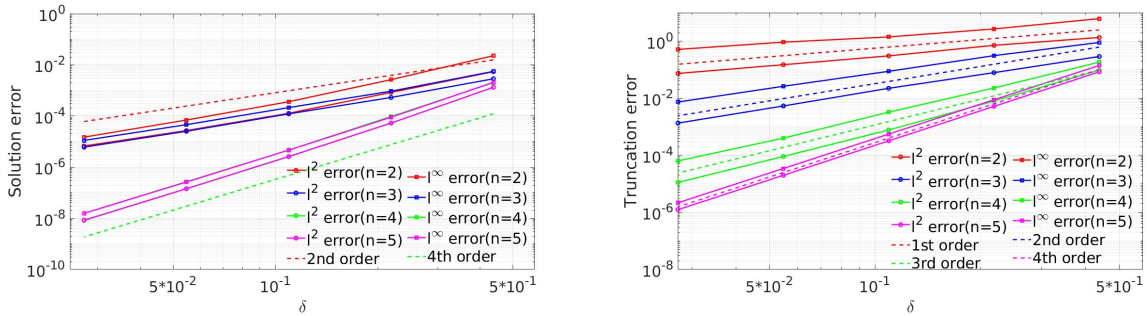 Solution error
10^0
10^-2
10^-4
10^-6
10^-8
10^-10
l^2 error(n=2)
l^2 error(n=3)
l^2 error(n=4)
l^2 error(n=5)
2nd order
l^∞ error(n=2)
l^∞ error(n=3)
l^∞ error(n=4)
l^∞ error(n=5)
4th order
5*10^-2
10^-1
5*10^-1
δ
Truncation error
10^0
10^-2
10^-4
10^-6
10^-8
l^2 error(n=2)
l^2 error(n=3)
l^2 error(n=4)
l^2 error(n=5)
1st order
3rd order
l^∞ error(n=2)
l^∞ error(n=3)
l^∞ error(n=4)
l^∞ error(n=5)
2nd order
4th order
5*10^-2
10^-1
5*10^-1
δ